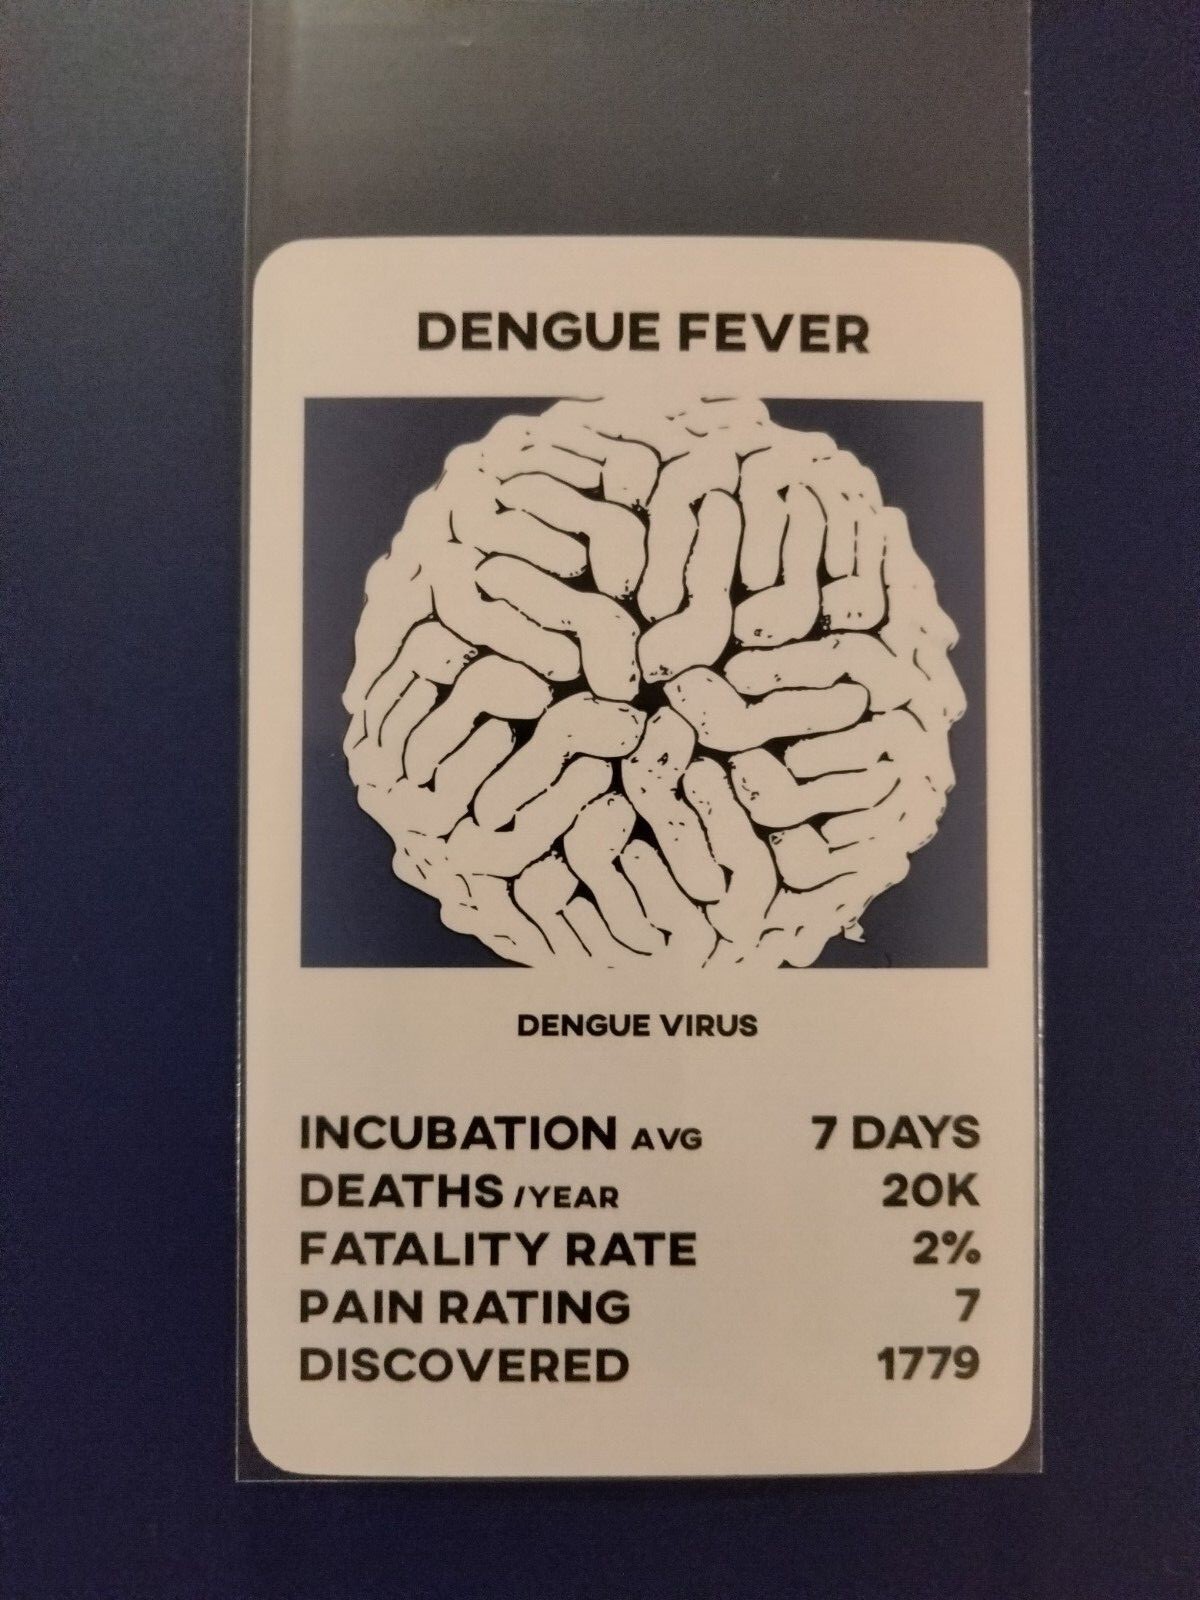 DENGUE FEVER
DENGUE VIRUS
INCUBATION AVG 7 DAYS
DEATHS /YEAR 20K
FATALITY RATE 2%
PAIN RATING 7
DISCOVERED 1779